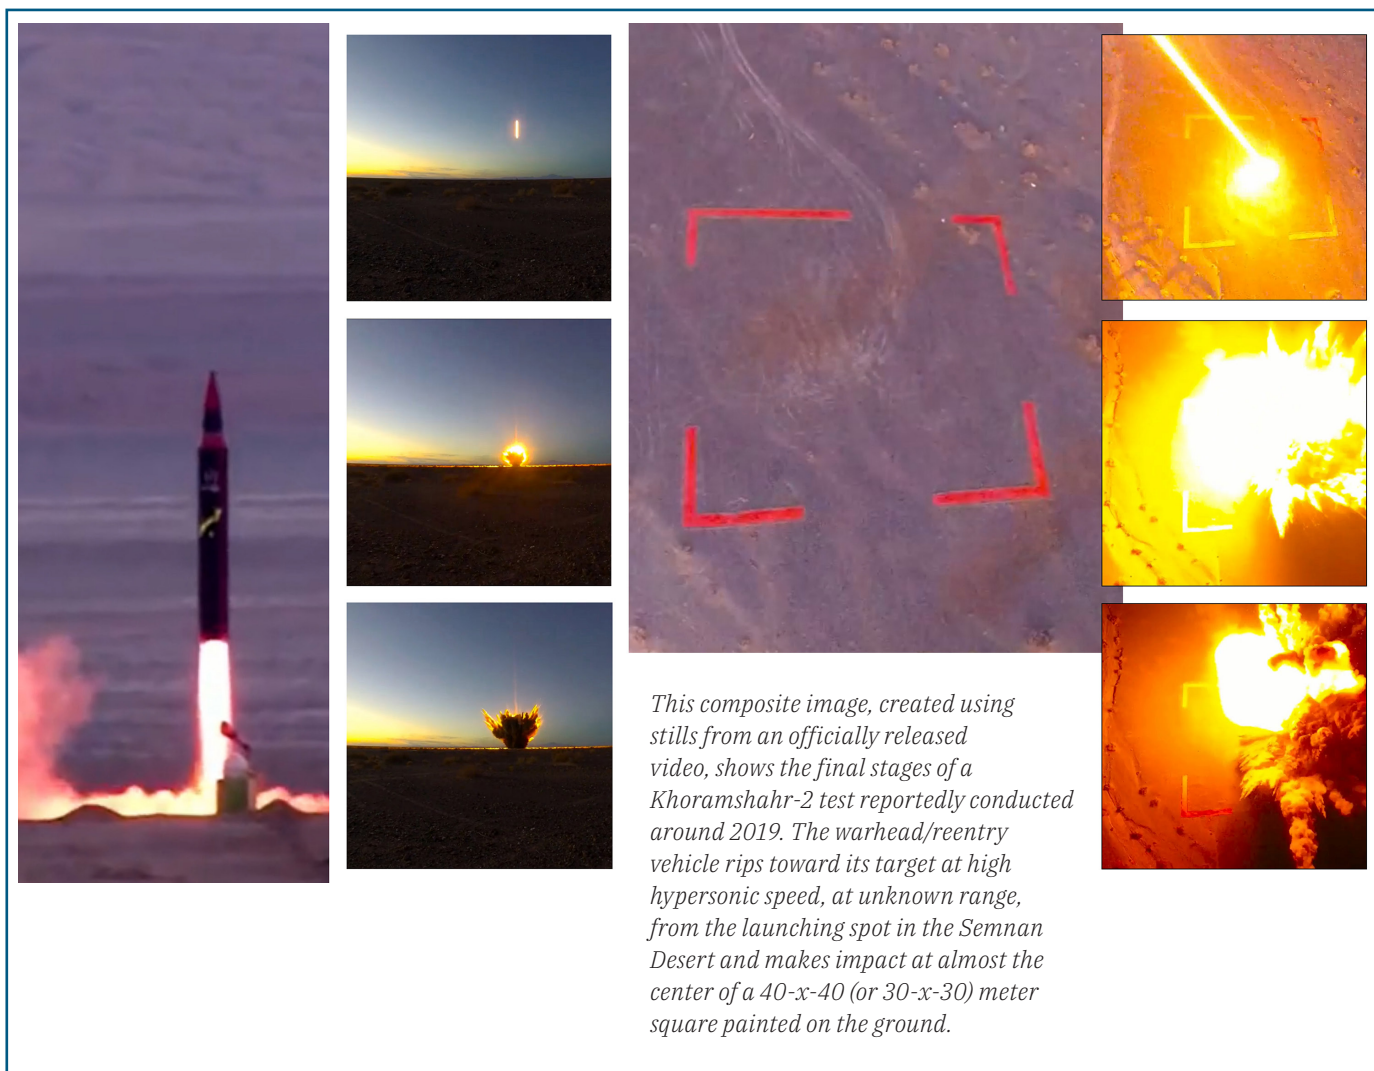 This composite image, created using
stills from an officially released
video, shows the final stages of a
Khoramshahr-2 test reportedly conducted
around 2019. The warhead/reentry
vehicle rips toward its target at high
hypersonic speed, at unknown range,
from the launching spot in the Semnan
Desert and makes impact at almost the
center of a 40-x-40 (or 30-x-30) meter
square painted on the ground.